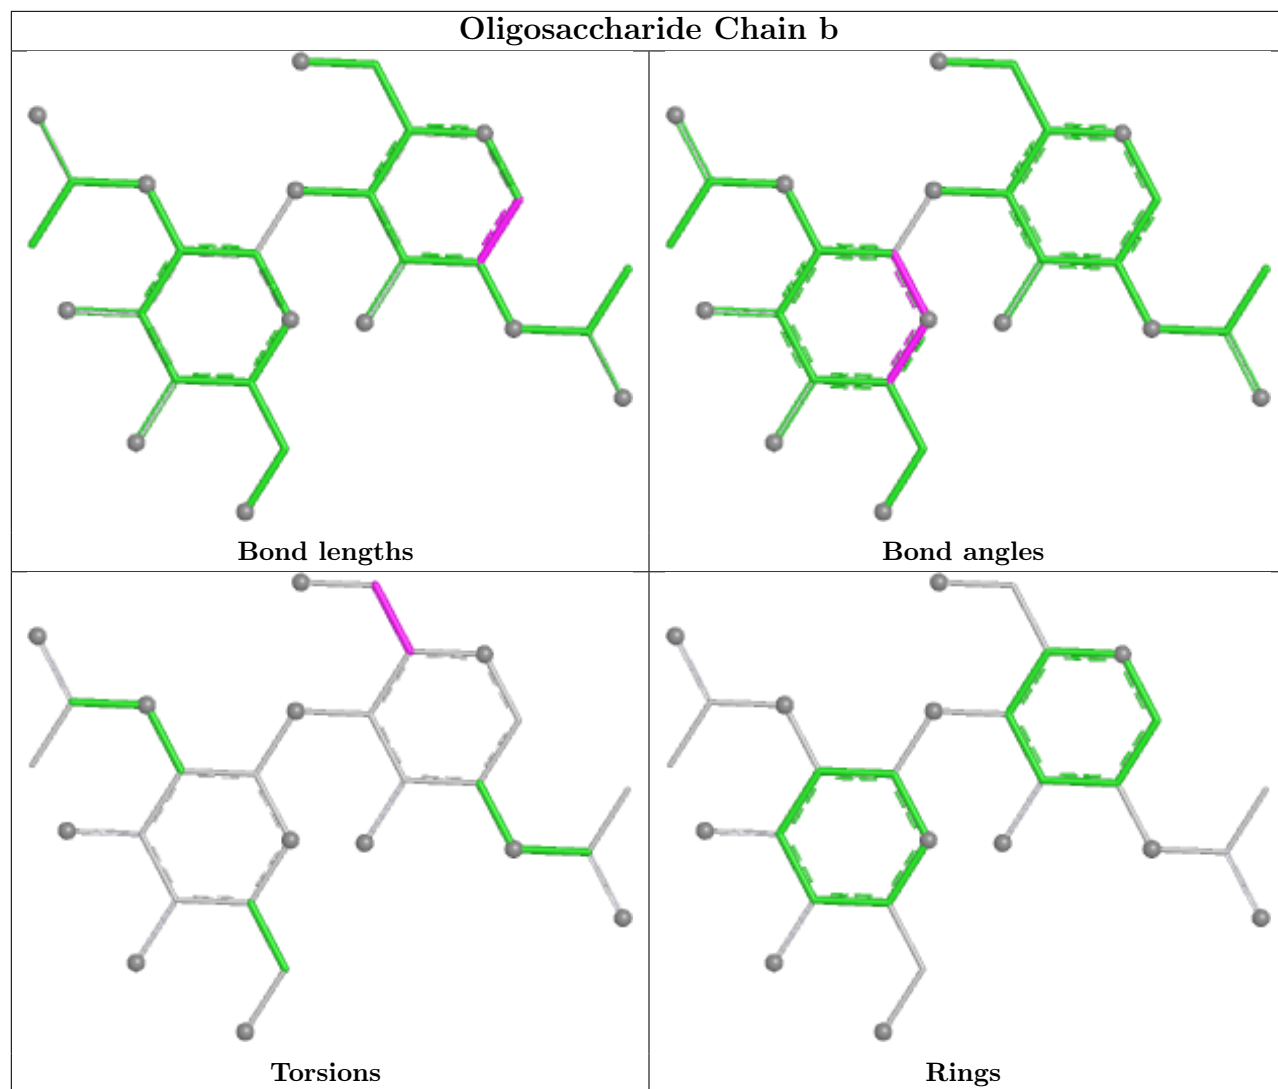 Oligosaccharide Chain b
Bond lengths
Bond angles
Torsions
Rings